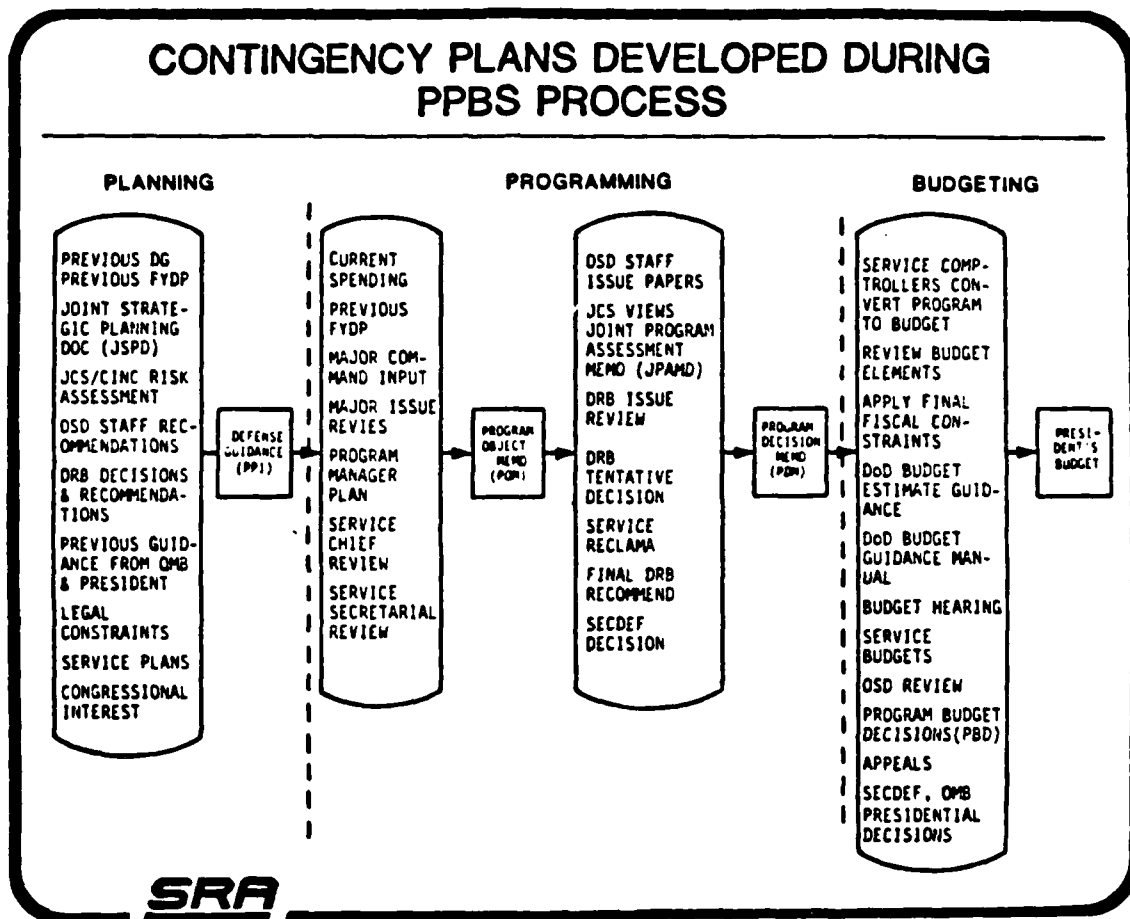 CONTINGENCY PLANS DEVELOPED DURING
PPBS PROCESS
PLANNING
PROGRAMMING
BUDGETING
PREVIOUS DG
PREVIOUS FYDP
JOINT STRATE-
GIC PLANNING
DOC (JSPD)
JCS/CINC RISK
ASSESSMENT
OSD STAFF REC-
OMMENDATIONS
DRB DECISIONS
& RECOMMENDA-
TIONS
PREVIOUS GUID-
ANCE FROM OMB
& PRESIDENT
LEGAL
CONSTRAINTS
SERVICE PLANS
CONGRESSIONAL
INTEREST
DEFENSE
GUIDANCE
(PPI)
CURRENT
SPENDING
PREVIOUS
FYDP
MAJOR COM-
MAND INPUT
MAJOR ISSUE
REVIES
PROGRAM
MANAGER
PLAN
SERVICE
CHIEF
REVIEW
SERVICE
SECRETARIAL
REVIEW
PROGRAM
OBJECT
MEMO
(POM)
OSD STAFF
ISSUE PAPERS
JCS VIEWS
JOINT PROGRAM
ASSESSMENT
MEMO (JPAMD)
DRB ISSUE
REVIEW
DRB
TENTATIVE
DECISION
SERVICE
RECLAMA
FINAL DRB
RECOMMEND
SECDEF
DECISION
PROGRAM
DECISION
MEMO
(PDM)
SERVICE COMP-
TROLLERS CON-
VERT PROGRAM
TO BUDGET
REVIEW BUDGET
ELEMENTS
APPLY FINAL
FISCAL CON-
STRAINTS
DoD BUDGET
ESTIMATE GUID-
ANCE
DoD BUDGET
GUIDANCE MAN-
UAL
BUDGET HEARING
SERVICE
BUDGETS
OSD REVIEW
PROGRAM BUDGET
DECISIONS(PBD)
APPEALS
SECDEF, OMB
PRESIDENTIAL
DECISIONS
PRESI-
DENT'S
BUDGET
SRA